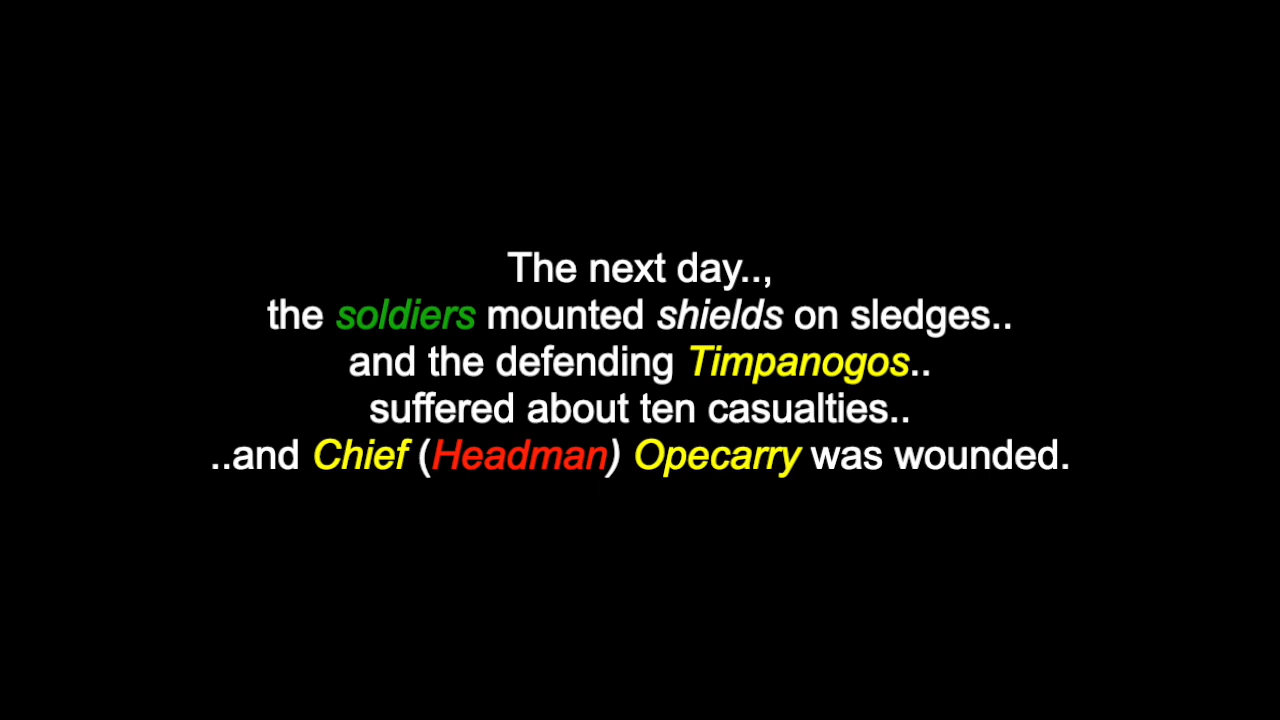 The next day..,
the soldiers mounted shields on sledges..
and the defending Timpanogos..
suffered about ten casualties..
..and Chief (Headman) Opecarry was wounded.